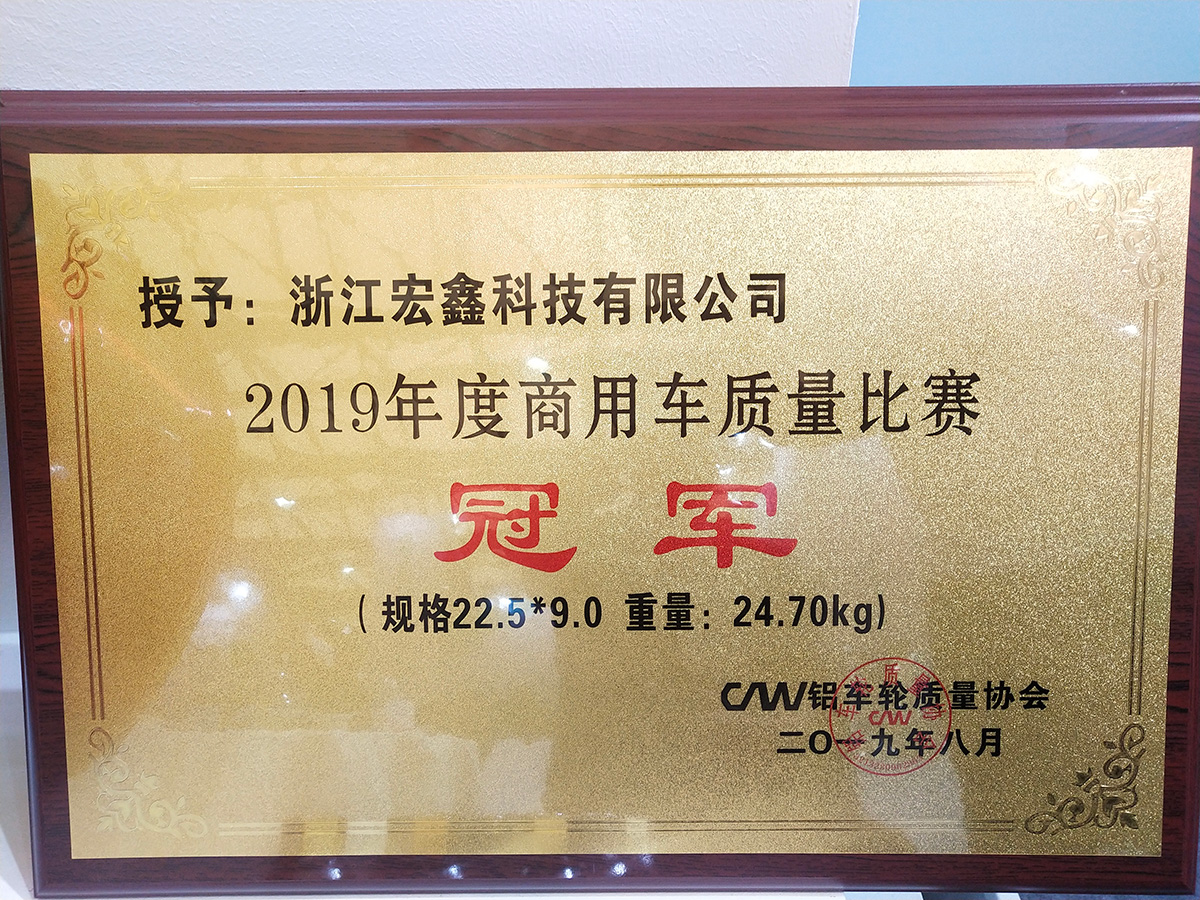 授予：浙江宏鑫科技有限公司
2019年度商用车质量比赛
冠军
（规格22.5*9.0 重量：24.70kg）
CAW铝车轮质量协会
二〇一九年八月
CAW